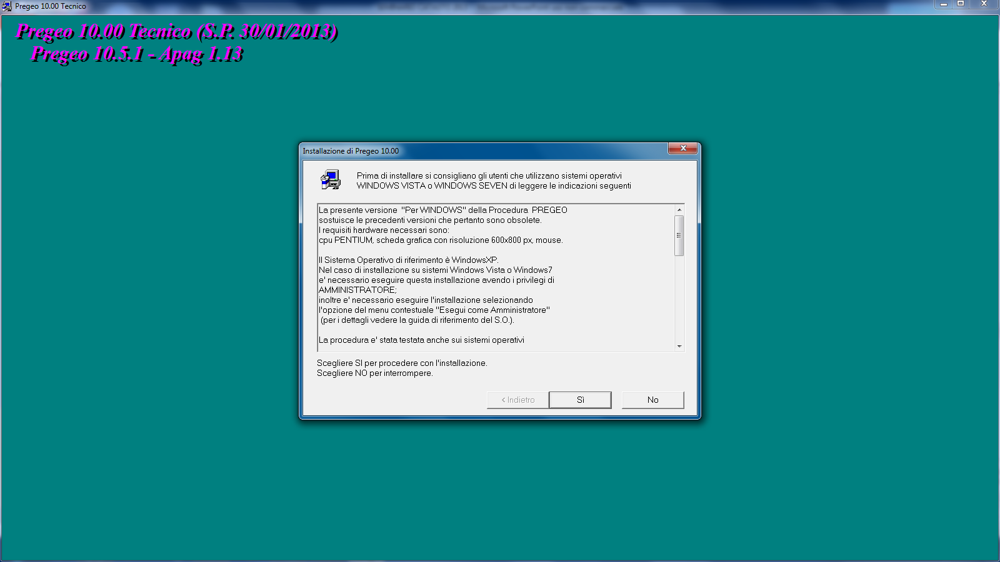 Pregeo 10.00 Tecnico
Pregeo 10.00 Tecnico (S.P. 30/01/2013)
Pregeo 10.5.1 - Apag 1.13
Installazione di Pregeo 10.00
Prima di installare si consigliano gli utenti che utilizzano sistemi operativi
WINDOWS VISTA o WINDOWS SEVEN di leggere le indicazioni seguenti
La presente versione  "Per WINDOWS" della Procedura  PREGEO
sostuisce le precedenti versioni che pertanto sono obsolete.
I requisiti hardware necessari sono:
cpu PENTIUM, scheda grafica con risoluzione 600x800 px, mouse.
Il Sistema Operativo di riferimento è WindowsXP.
Nel caso di installazione su sistemi Windows Vista o Windows7
e' necessario eseguire questa installazione avendo i privilegi di
AMMINISTRATORE;
inoltre e' necessario eseguire l'installazione selezionando
l'opzione del menu contestuale "Esegui come Amministratore"
(per i dettagli vedere la guida di riferimento del S.O.).
La procedura e' stata testata anche sui sistemi operativi
Scegliere SI per procedere con l'installazione.
Scegliere NO per interrompere.
< Indietro
Sì
No